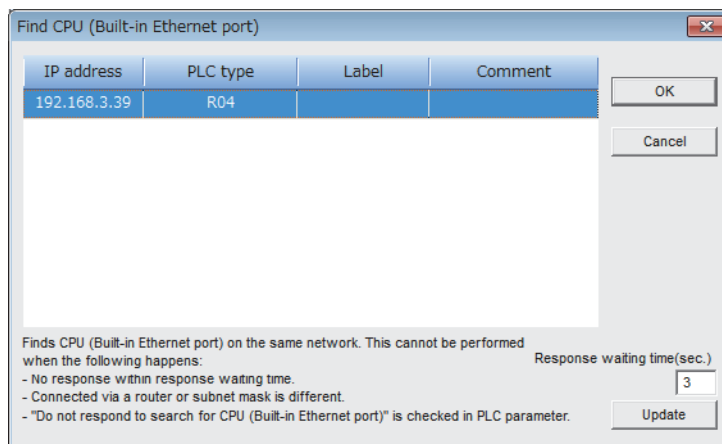 Find CPU (Built-in Ethernet port)
IP address PLC type Label Comment
192.168.3.39 R04
OK
Cancel
Finds CPU (Built-in Ethernet port) on the same network. This cannot be performed
when the following happens:
- No response within response waiting time.
- Connected via a router or subnet mask is different.
- "Do not respond to search for CPU (Built-in Ethernet port)" is checked in PLC parameter.
Response waiting time(sec.)
3
Update